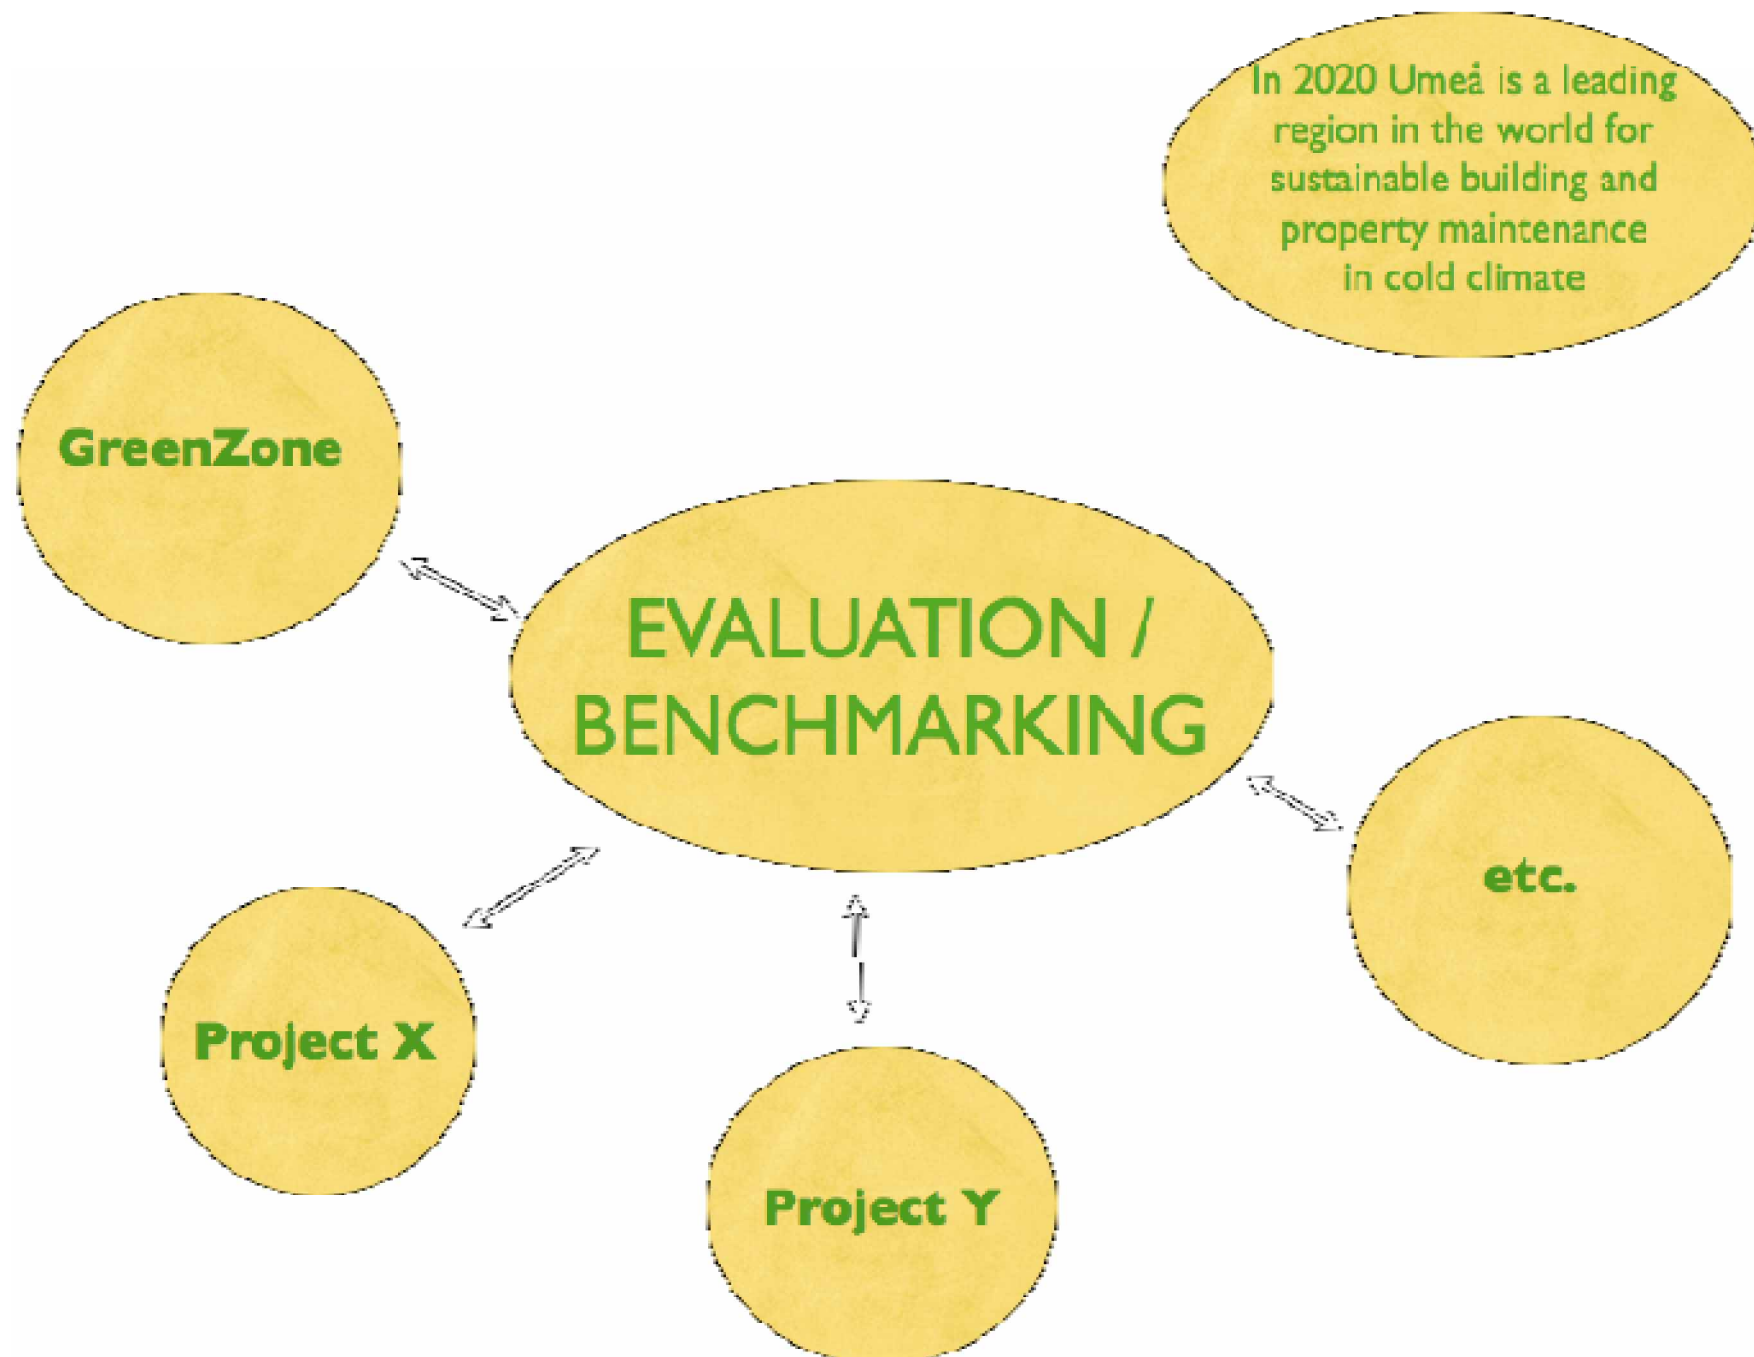 In 2020 Umeå is a leading
region in the world for
sustainable building and
property maintenance
in cold climate
GreenZone
EVALUATION /
BENCHMARKING
etc.
Project X
Project Y